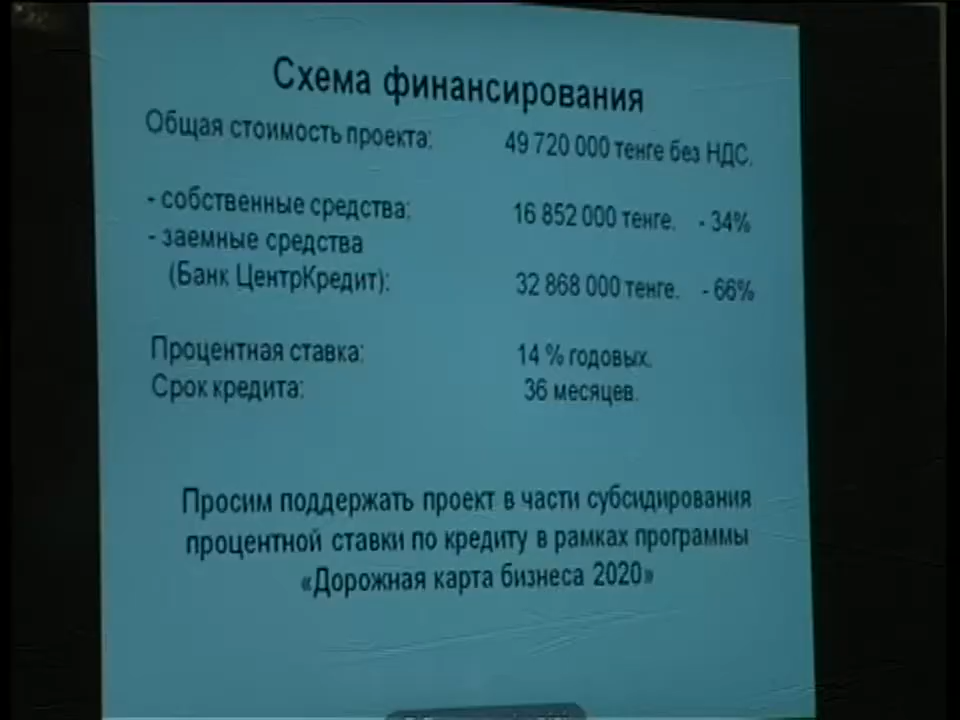 Схема финансирования
Общая стоимость проекта: 49 720 000 тенге без НДС.
- собственные средства: 16 852 000 тенге. - 34%
- заемные средства
(Банк ЦентрКредит): 32 868 000 тенге. - 66%
Процентная ставка: 14 % годовых.
Срок кредита: 36 месяцев.
Просим поддержать проект в части субсидирования
процентной ставки по кредиту в рамках программы
«Дорожная карта бизнеса 2020»